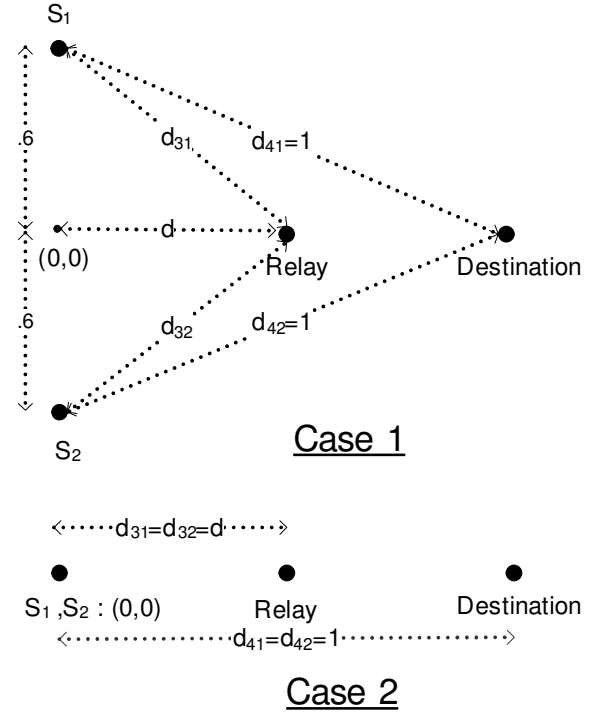 S1
.6
d31
d41=1
d
(0,0)
Relay
Destination
.6
d32
d42=1
S2
Case 1
d31=d32=d
S1 ,S2 : (0,0)
Relay
Destination
d41=d42=1
Case 2